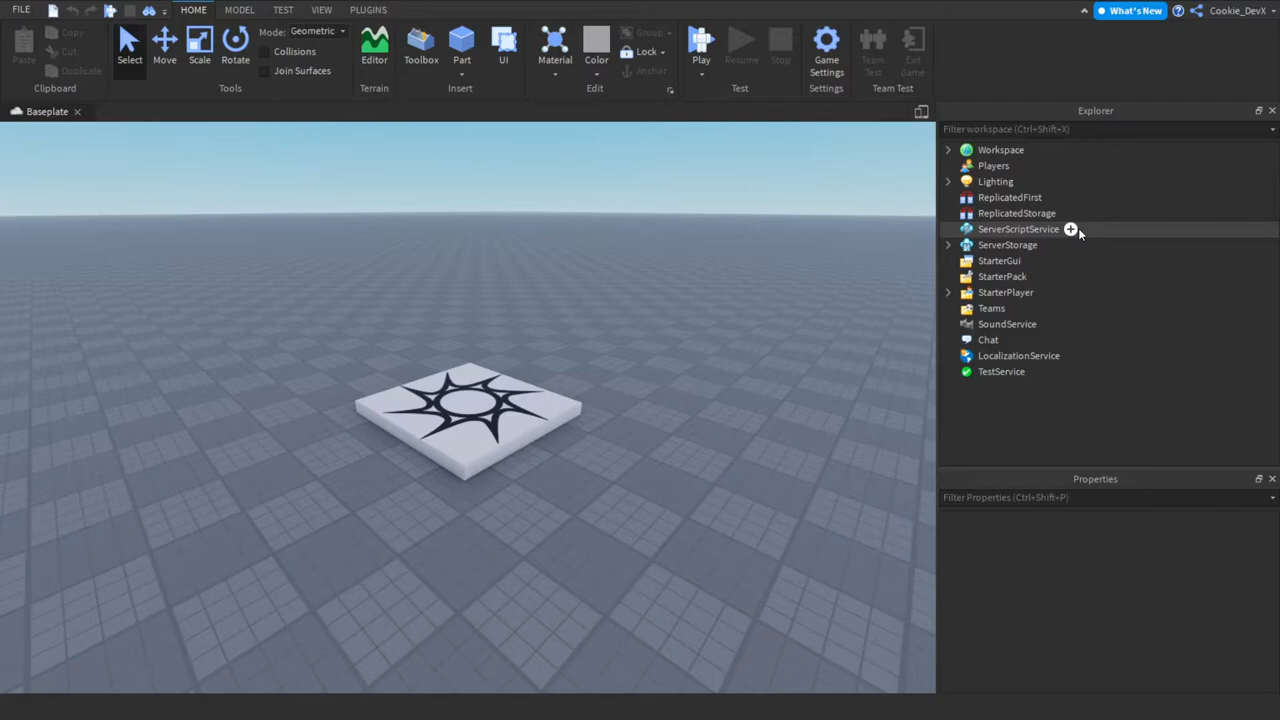 FILE HOME MODEL TEST VIEW PLUGINS What's New Cookie_DevX
Paste Copy Cut Duplicate
Clipboard
Select Move Scale Rotate Mode: Geometric
Collisions
Join Surfaces
Tools
Editor
Terrain
Toolbox Part UI
Insert
Material Color Group Lock Anchor
Edit
Play Resume Stop
Test
Game Settings
Settings
Team Test Exit Game
Team Test
Baseplate
Explorer
Filter workspace (Ctrl+Shift+X)
Workspace
Players
Lighting
ReplicatedFirst
ReplicatedStorage
ServerScriptService
ServerStorage
StarterGui
StarterPack
StarterPlayer
Teams
SoundService
Chat
LocalizationService
TestService
Properties
Filter Properties (Ctrl+Shift+P)